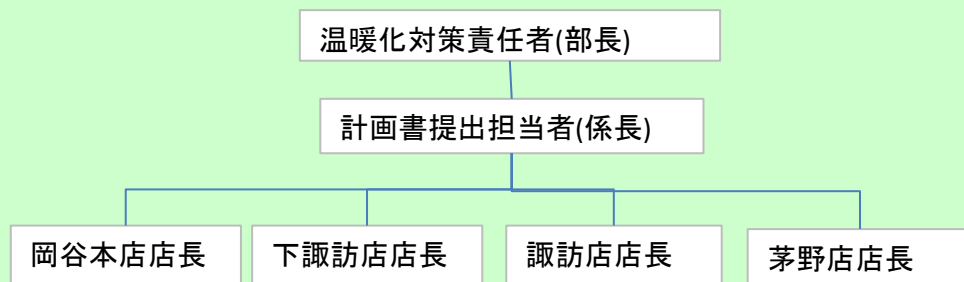 温暖化対策責任者(部長)
計画書提出担当者(係長)
岡谷本店店長
下諏訪店店長
諏訪店店長
茅野店店長